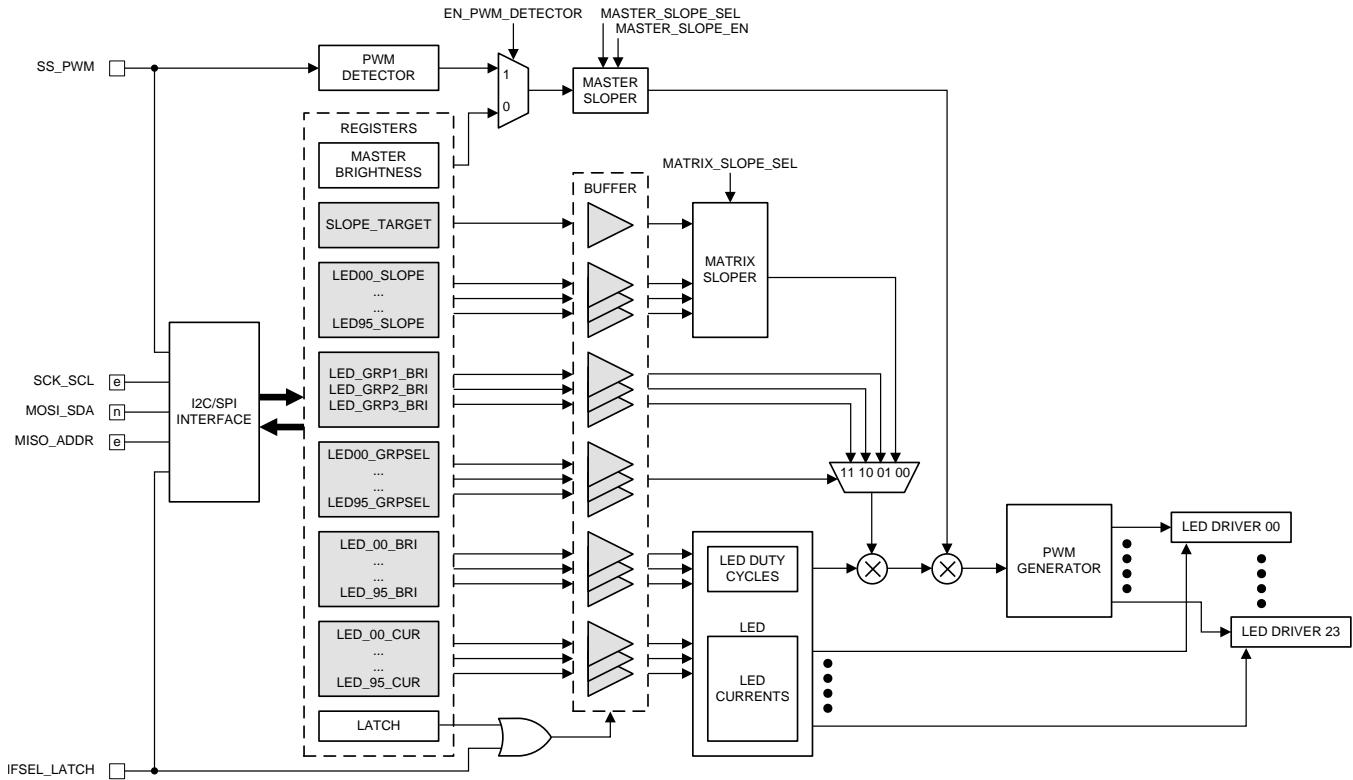 EN_PWM_DETECTOR
MASTER_SLOPE_SEL
MASTER_SLOPE_EN
SS_PWM
PWM
DETECTOR
1
0
MASTER
SLOPER
REGISTERS
MASTER
BRIGHTNESS
BUFFER
MATRIX_SLOPE_SEL
SLOPE_TARGET
MATRIX
SLOPER
LED00_SLOPE
...
...
LED95_SLOPE
I2C/SPI
INTERFACE
SCK_SCL
e
MOSI_SDA
n
MISO_ADDR
e
LED_GRP1_BRI
LED_GRP2_BRI
LED_GRP3_BRI
LED00_GRPSEL
...
...
LED95_GRPSEL
11 10 01 00
LED_00_BRI
...
...
LED_95_BRI
LED DUTY
CYCLES
PWM
GENERATOR
LED DRIVER 00
LED DRIVER 23
LED_00_CUR
...
...
LED_95_CUR
LED
LED
CURRENTS
LATCH
IFSEL_LATCH